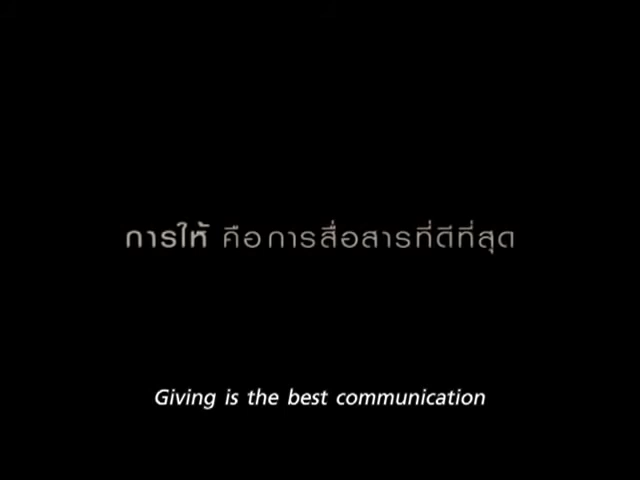 การให้ คือการสื่อสารที่ดีที่สุด
Giving is the best communication